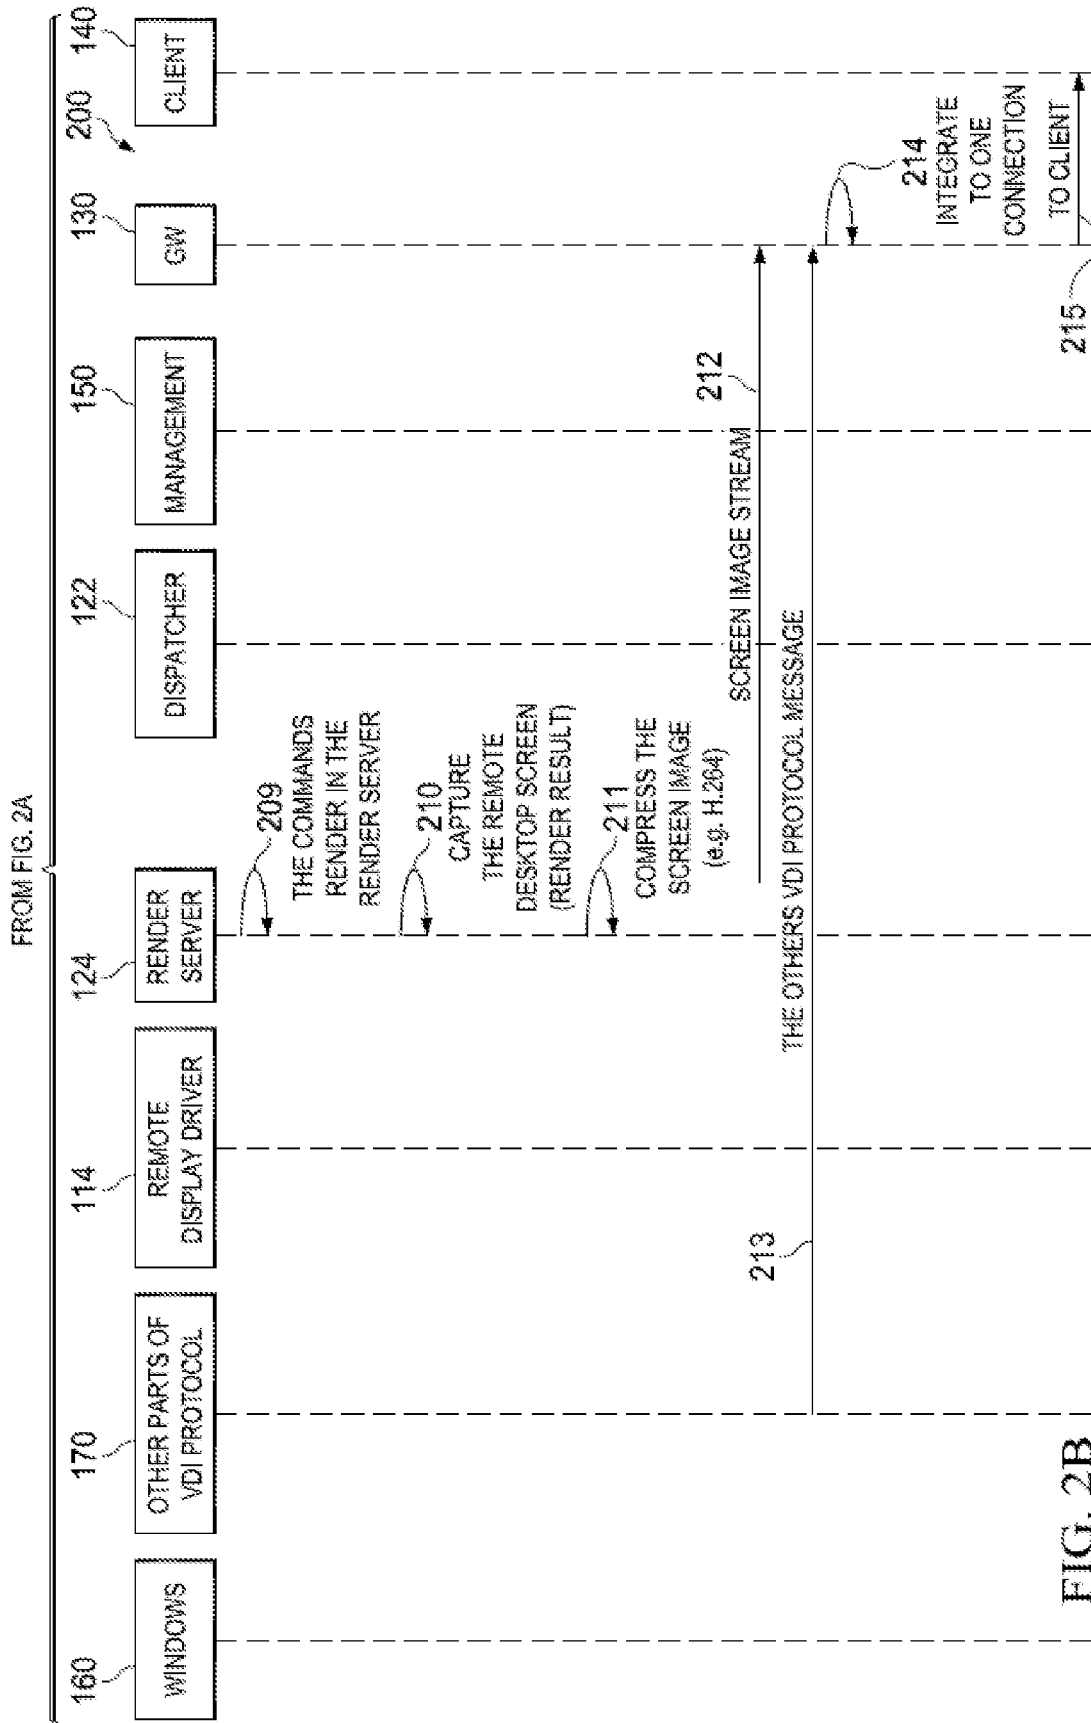 FROM FIG. 2A
160
170
114
124
122
150
130
200
140
WINDOWS
OTHER PARTS OF
VDI PROTOCOL
REMOTE
DISPLAY DRIVER
RENDER
SERVER
DISPATCHER
MANAGEMENT
GW
CLIENT
209
THE COMMANDS
RENDER IN THE
RENDER SERVER
210
CAPTURE
THE REMOTE
DESKTOP SCREEN
(RENDER RESULT)
211
COMPRESS THE
SCREEN IMAGE
(e.g. H.264)
SCREEN IMAGE STREAM
212
213
THE OTHERS VDI PROTOCOL MESSAGE
214
INTEGRATE
TO ONE
CONNECTION
TO CLIENT
215
FIG. 2B